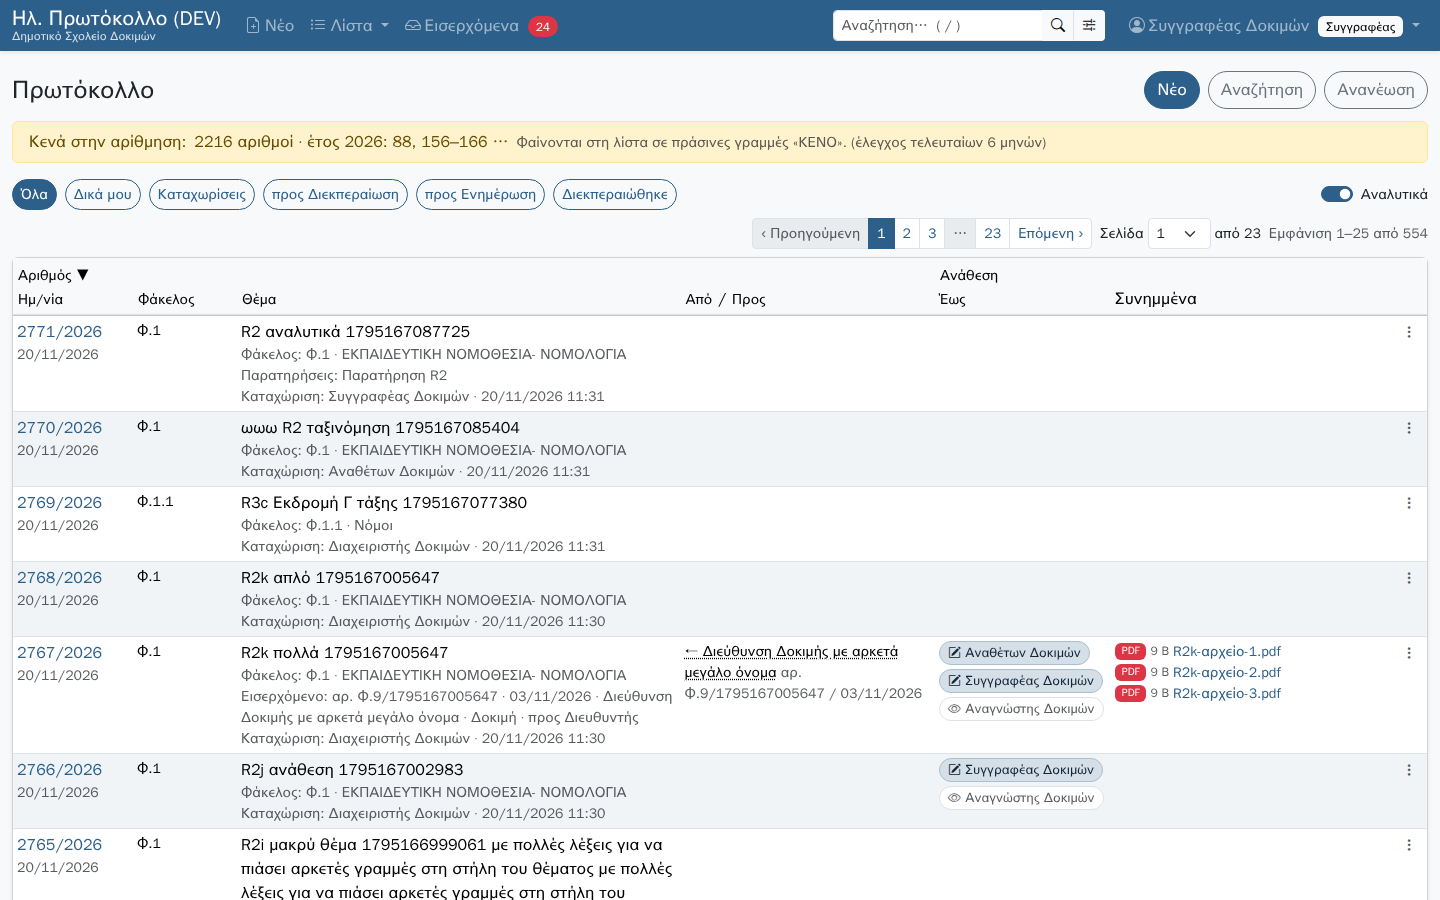 Ηλ. Πρωτόκολλο (DEV)
Δημοτικό Σχολείο Δοκιμών
Νέο
Λίστα
Εισερχόμενα 24
Αναζήτηση… ( / )
Συγγραφέας Δοκιμών Συγγραφέας
Πρωτόκολλο
Νέο Αναζήτηση Ανανέωση
Κενά στην αρίθμηση: 2216 αριθμοί · έτος 2026: 88, 156–166 … Φαίνονται στη λίστα σε πράσινες γραμμές «ΚΕΝΟ». (έλεγχος τελευταίων 6 μηνών)
Όλα Δικά μου Καταχωρίσεις προς Διεκπεραίωση προς Ενημέρωση Διεκπεραιώθηκε Αναλυτικά
‹ Προηγούμενη 1 2 3 … 23 Επόμενη › Σελίδα 1 από 23 Εμφάνιση 1–25 από 554
Αριθμός ▼ Ανάθεση
Ημ/νία Φάκελος Θέμα Από / Προς Έως Συνημμένα
2771/2026 Φ.1 R2 αναλυτικά 1795167087725
20/11/2026 Φάκελος: Φ.1 · ΕΚΠΑΙΔΕΥΤΙΚΗ ΝΟΜΟΘΕΣΙΑ- ΝΟΜΟΛΟΓΙΑ
Παρατηρήσεις: Παρατήρηση R2
Καταχώριση: Συγγραφέας Δοκιμών · 20/11/2026 11:31
2770/2026 Φ.1 ωωω R2 ταξινόμηση 1795167085404
20/11/2026 Φάκελος: Φ.1 · ΕΚΠΑΙΔΕΥΤΙΚΗ ΝΟΜΟΘΕΣΙΑ- ΝΟΜΟΛΟΓΙΑ
Καταχώριση: Αναθέτων Δοκιμών · 20/11/2026 11:31
2769/2026 Φ.1.1 R3c Εκδρομή Γ τάξης 1795167077380
20/11/2026 Φάκελος: Φ.1.1 · Νόμοι
Καταχώριση: Διαχειριστής Δοκιμών · 20/11/2026 11:31
2768/2026 Φ.1 R2k απλό 1795167005647
20/11/2026 Φάκελος: Φ.1 · ΕΚΠΑΙΔΕΥΤΙΚΗ ΝΟΜΟΘΕΣΙΑ- ΝΟΜΟΛΟΓΙΑ
Καταχώριση: Διαχειριστής Δοκιμών · 20/11/2026 11:30
2767/2026 Φ.1 R2k πολλά 1795167005647 ← Διεύθυνση Δοκιμής με αρκετά Αναθέτων Δοκιμών PDF 9 B R2k-αρχείο-1.pdf
20/11/2026 Φάκελος: Φ.1 · ΕΚΠΑΙΔΕΥΤΙΚΗ ΝΟΜΟΘΕΣΙΑ- ΝΟΜΟΛΟΓΙΑ μεγάλο όνομα αρ. Συγγραφέας Δοκιμών PDF 9 B R2k-αρχείο-2.pdf
Εισερχόμενο: αρ. Φ.9/1795167005647 · 03/11/2026 · Διεύθυνση Φ.9/1795167005647 / 03/11/2026 Αναγνώστης Δοκιμών PDF 9 B R2k-αρχείο-3.pdf
Δοκιμής με αρκετά μεγάλο όνομα · Δοκιμή · προς Διευθυντής
Καταχώριση: Διαχειριστής Δοκιμών · 20/11/2026 11:30
2766/2026 Φ.1 R2j ανάθεση 1795167002983 Συγγραφέας Δοκιμών
20/11/2026 Φάκελος: Φ.1 · ΕΚΠΑΙΔΕΥΤΙΚΗ ΝΟΜΟΘΕΣΙΑ- ΝΟΜΟΛΟΓΙΑ Αναγνώστης Δοκιμών
Καταχώριση: Διαχειριστής Δοκιμών · 20/11/2026 11:30
2765/2026 Φ.1 R2i μακρύ θέμα 1795166999061 με πολλές λέξεις για να
20/11/2026 πιάσει αρκετές γραμμές στη στήλη του θέματος με πολλές
λέξεις για να πιάσει αρκετές γραμμές στη στήλη του